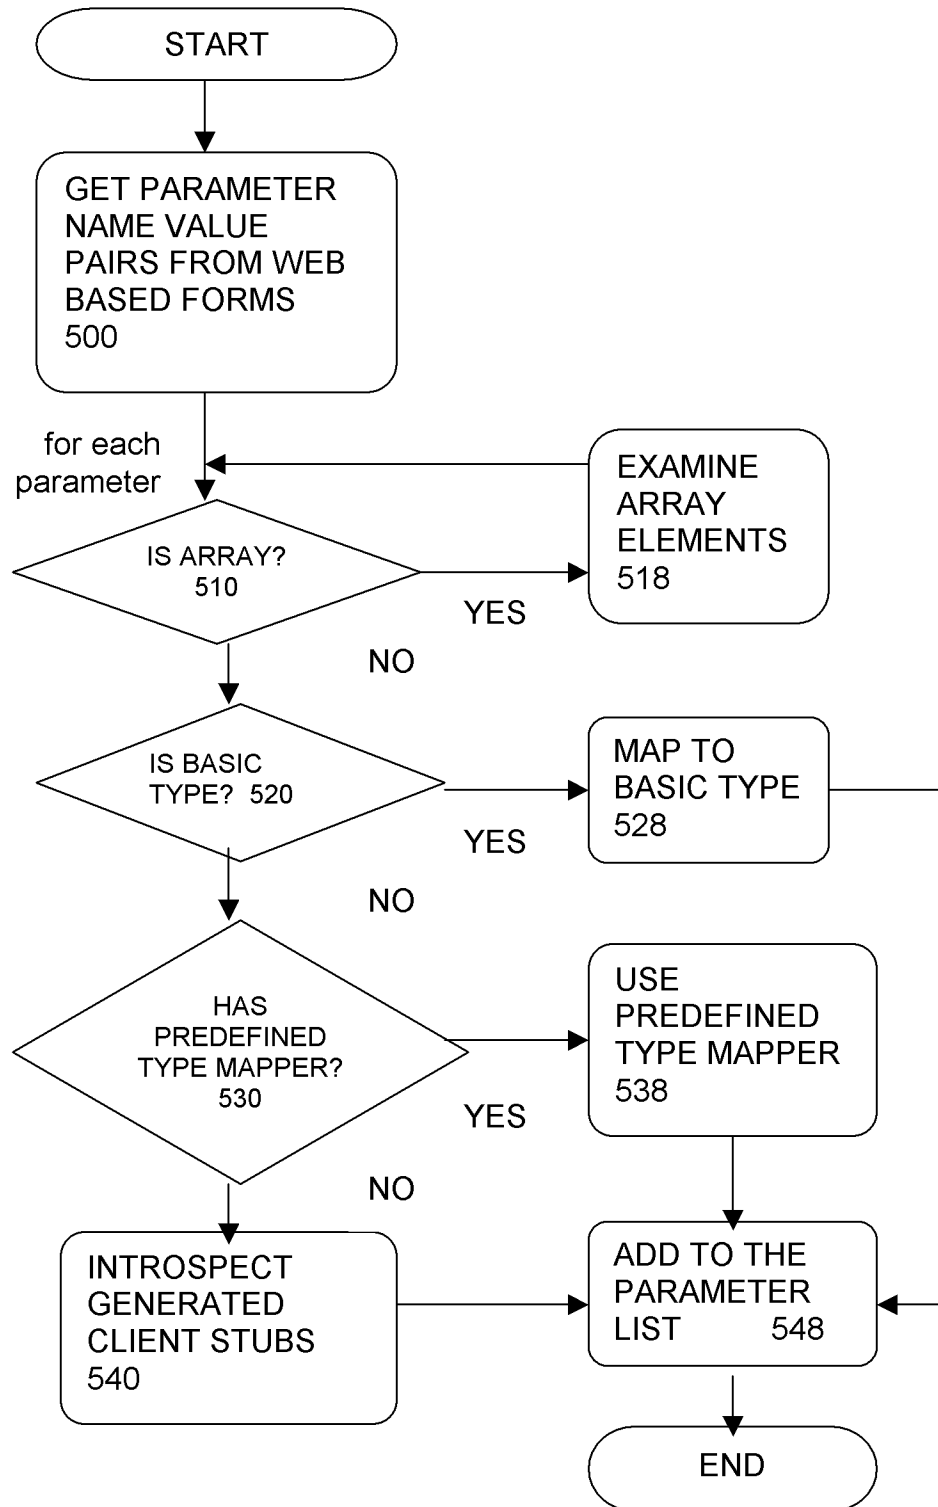 START
GET PARAMETER
NAME VALUE
PAIRS FROM WEB
BASED FORMS
500
for each
parameter
EXAMINE
ARRAY
ELEMENTS
518
IS ARRAY?
510
YES
NO
IS BASIC
TYPE? 520
MAP TO
BASIC TYPE
528
YES
NO
HAS
PREDEFINED
TYPE MAPPER?
530
USE
PREDEFINED
TYPE MAPPER
538
YES
NO
INTROSPECT
GENERATED
CLIENT STUBS
540
ADD TO THE
PARAMETER
LIST 548
END